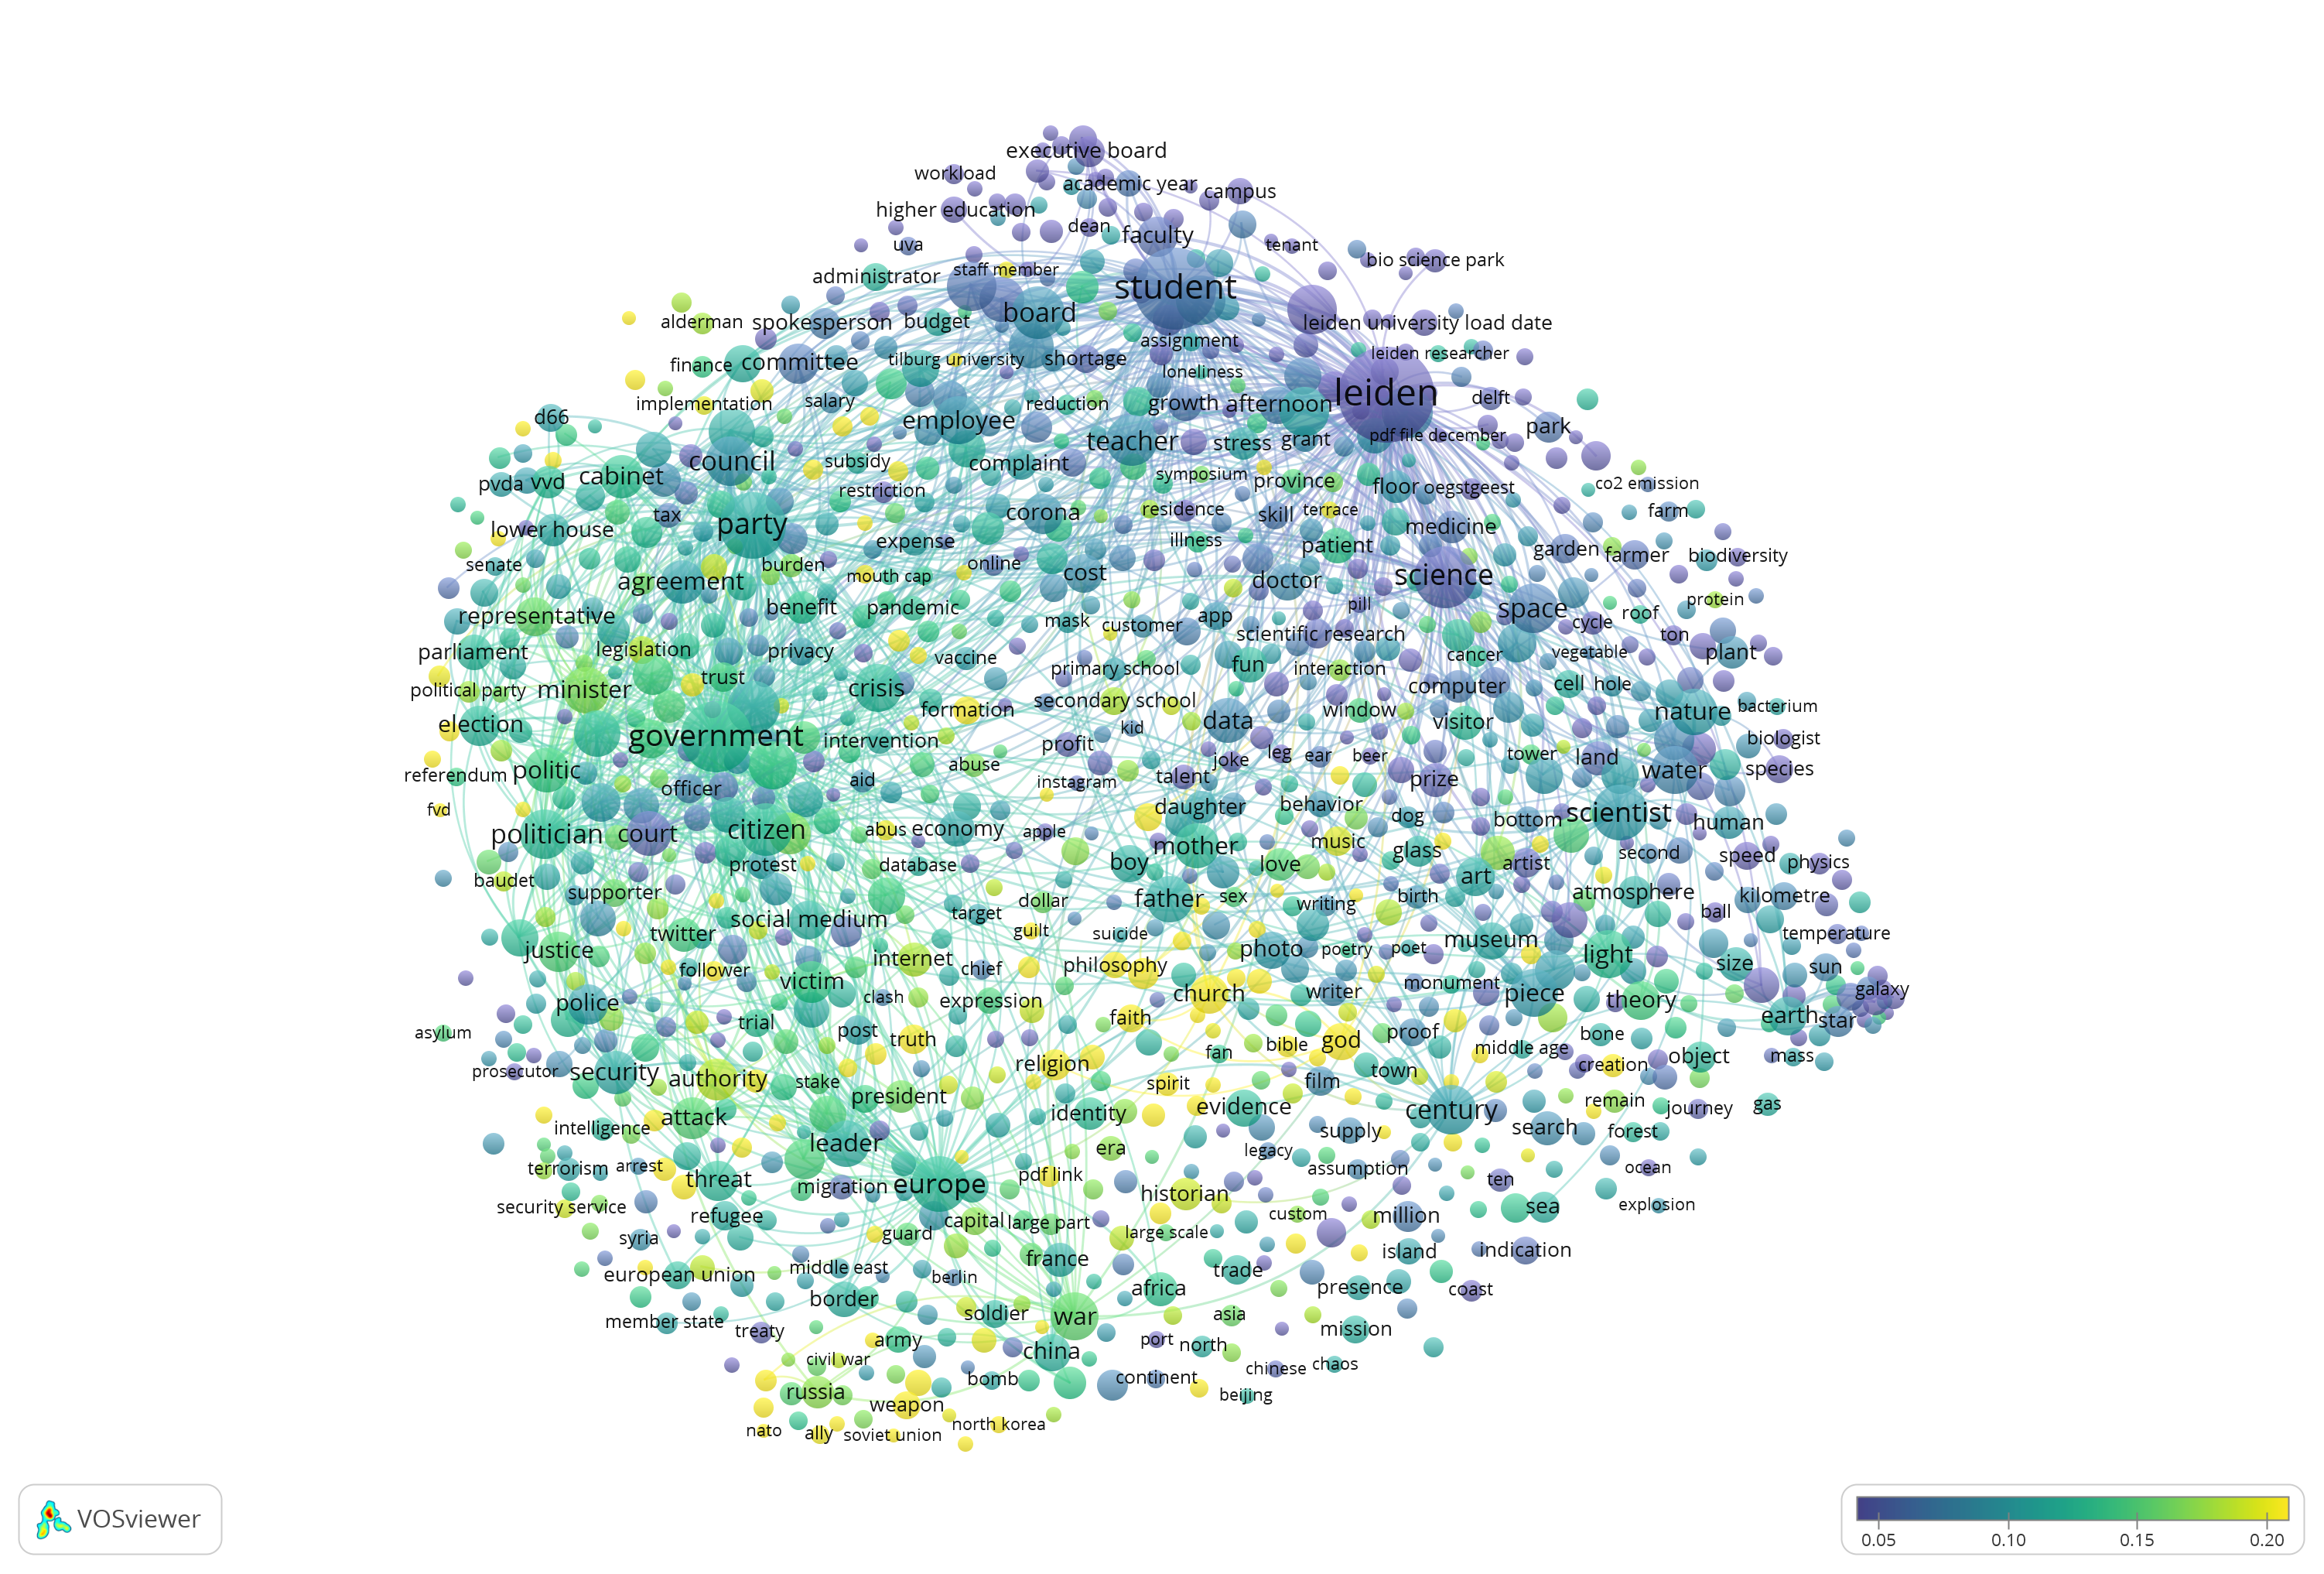 executive board
workload
academic year
campus
higher education
dean
faculty
uva
tenant
bio science park
administrator
staff member
student
board
alderman
spokesperson
budget
leiden university load date
assignment
leiden researcher
finance
committee
tilburg university
shortage
loneliness
leiden
delft
implementation
salary
reduction
growth
afternoon
d66
employee
teacher
stress
grant
pdf file december
park
council
subsidy
complaint
symposium
province
pvda
vvd
cabinet
restriction
floor
oegstgeest
co2 emission
tax
corona
residence
skill
terrace
farm
lower house
party
expense
illness
patient
medicine
garden
farmer
biodiversity
senate
agreement
burden
mouth cap
online
cost
doctor
science
protein
representative
benefit
pandemic
mask
customer
app
pill
space
cycle
roof
ton
parliament
legislation
privacy
vaccine
scientific research
cancer
vegetable
plant
political party
minister
trust
crisis
primary school
fun
interaction
computer
cell
hole
election
government
formation
secondary school
data
window
visitor
nature
bacterium
intervention
kid
profit
joke
leg
ear
beer
tower
land
biologist
referendum
politic
officer
aid
abuse
instagram
talent
prize
water
species
fvd
daughter
behavior
dog
bottom
scientist
human
politician
court
citizen
abus
economy
apple
mother
music
glass
second
speed
physics
baudet
supporter
protest
database
boy
love
art
artist
atmosphere
kilometre
social medium
target
dollar
father
sex
writing
birth
ball
temperature
justice
twitter
guilt
suicide
photo
poetry
poet
museum
light
size
sun
follower
victim
internet
chief
philosophy
church
writer
monument
piece
theory
galaxy
police
clash
expression
faith
earth
star
asylum
trial
post
truth
fan
bible
god
proof
middle age
bone
object
mass
prosecutor
security
authority
stake
president
religion
spirit
film
town
creation
attack
identity
evidence
century
remain
journey
gas
intelligence
leader
era
legacy
supply
search
forest
terrorism
arrest
threat
migration
europe
pdf link
historian
assumption
ten
ocean
security service
refugee
capital
large part
large scale
custom
million
sea
explosion
syria
guard
france
trade
island
indication
european union
middle east
berlin
africa
presence
coast
border
soldier
war
asia
mission
member state
treaty
army
china
port
north
civil war
bomb
continent
chinese
chaos
russia
weapon
beijing
nato
ally
soviet union
north korea
VOSviewer
0.05
0.10
0.15
0.20